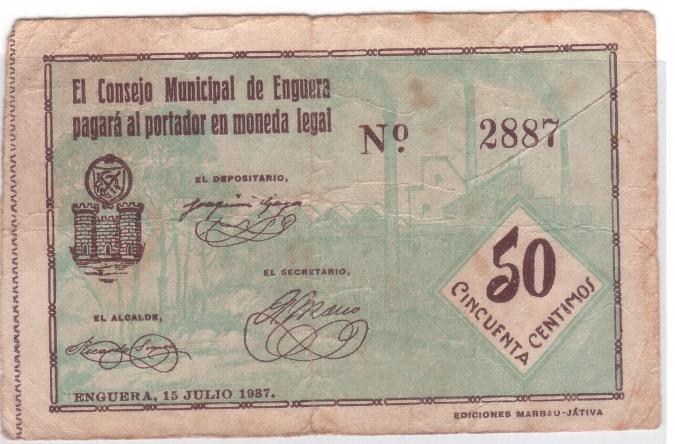 El Consejo Municipal de Enguera
pagará al portador en moneda legal
Nº 2887
EL DEPOSITARIO,
EL SECRETARIO,
50
CINCUENTA CENTIMOS
EL ALCALDE,
ENGUERA, 15 JULIO 1937.
EDICIONES MARBAU-JÁTIVA